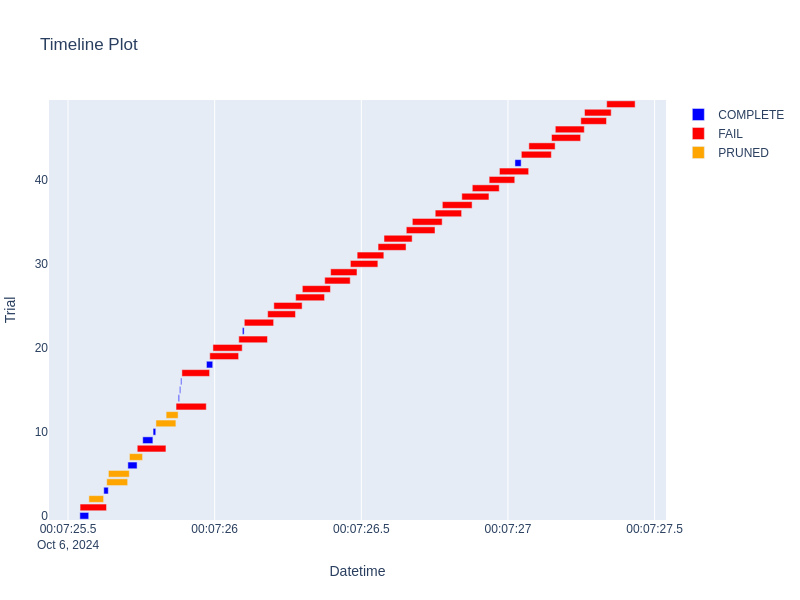 Timeline Plot
COMPLETE
FAIL
PRUNED
40
30
20
10
0
Trial
00:07:25.5
Oct 6, 2024
00:07:26
00:07:26.5
00:07:27
00:07:27.5
Datetime